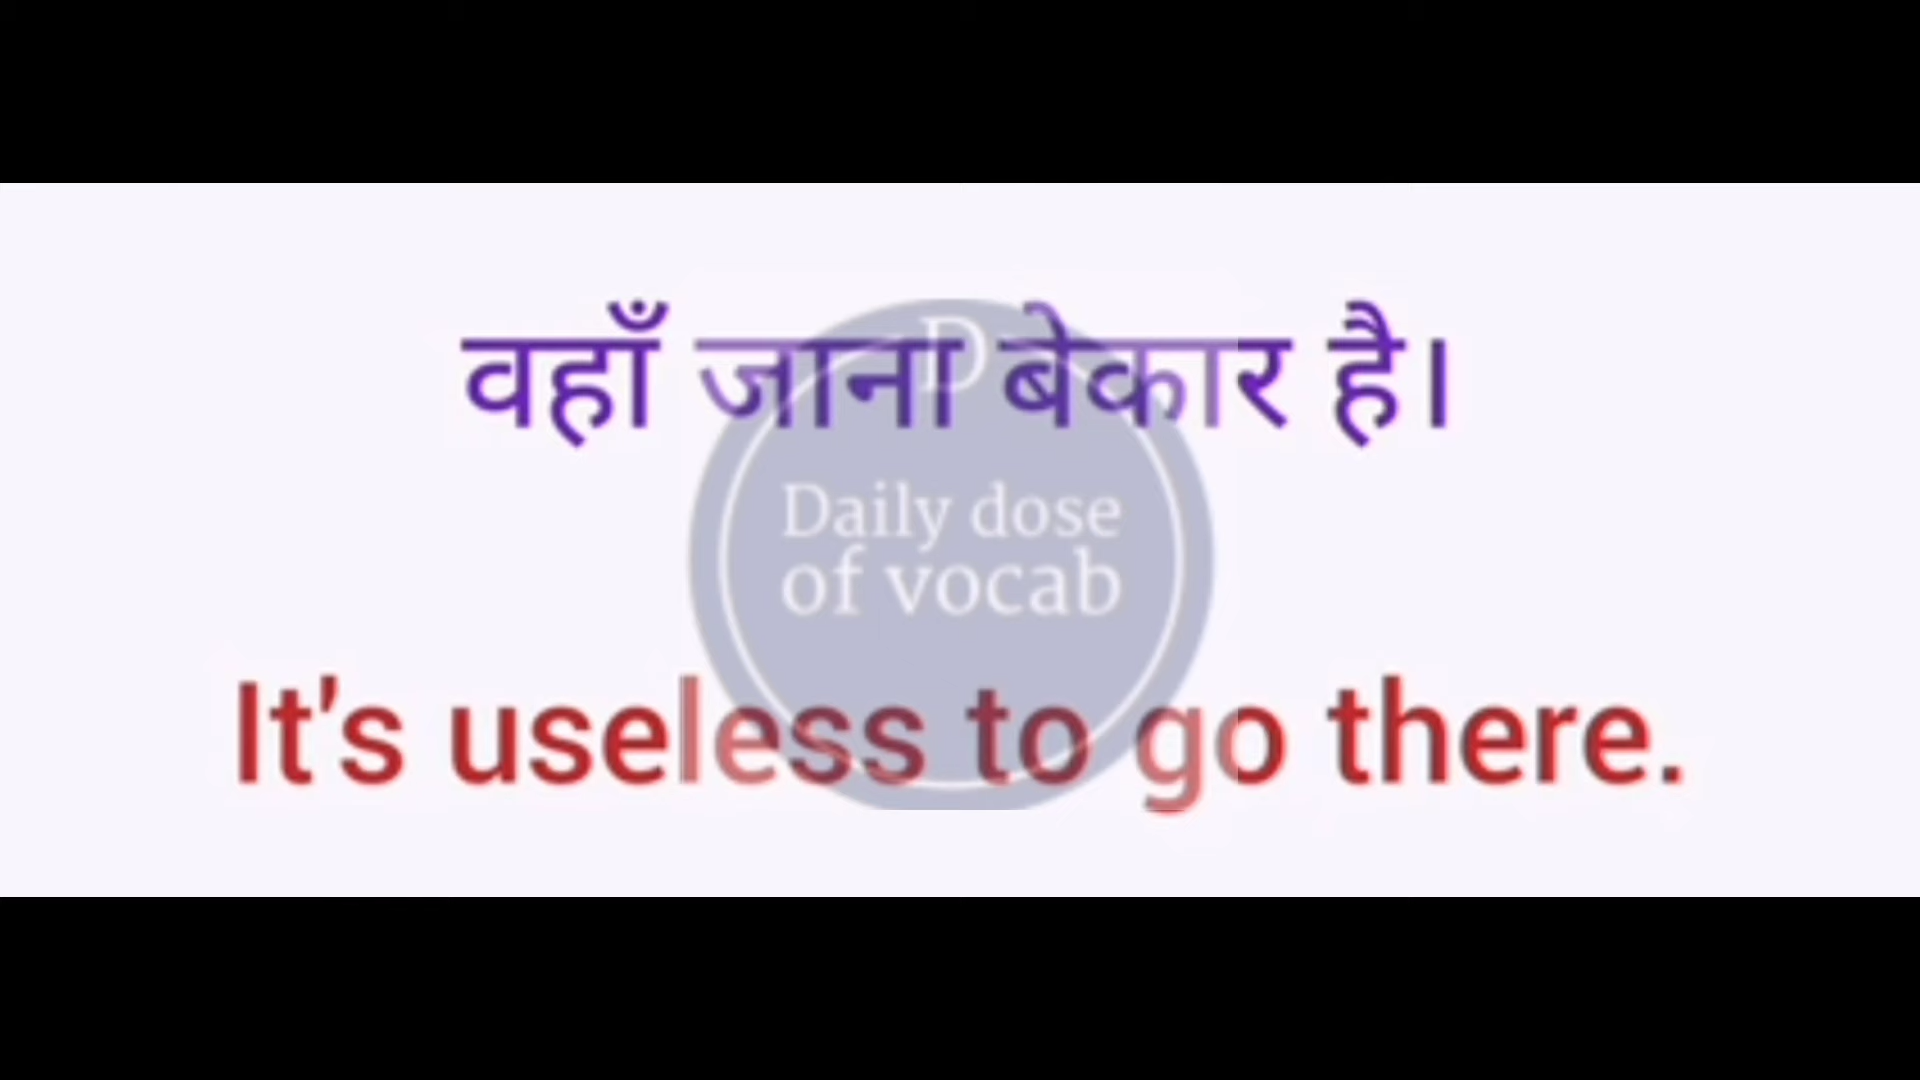 वहाँ जाना बेकार है।
D
Daily dose
of vocab
It's useless to go there.